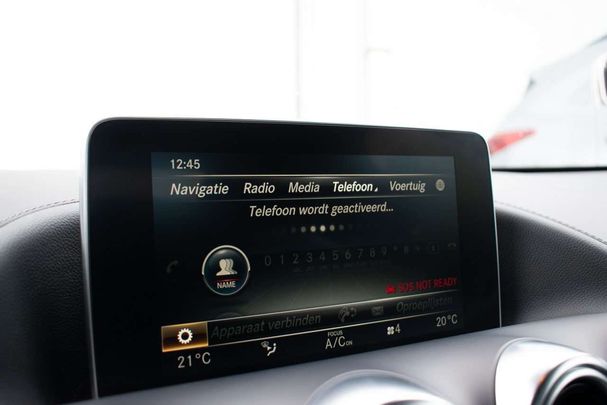 12:45
Navigatie Radio Media Telefoon Voertuig
Telefoon wordt geactiveerd...
0 1 2 3 4 5 6 7 8 9
NAME
SOS NOT READY
Apparaat verbinden Oproeplijsten
21°C FOCUS A/C ON 4 20°C